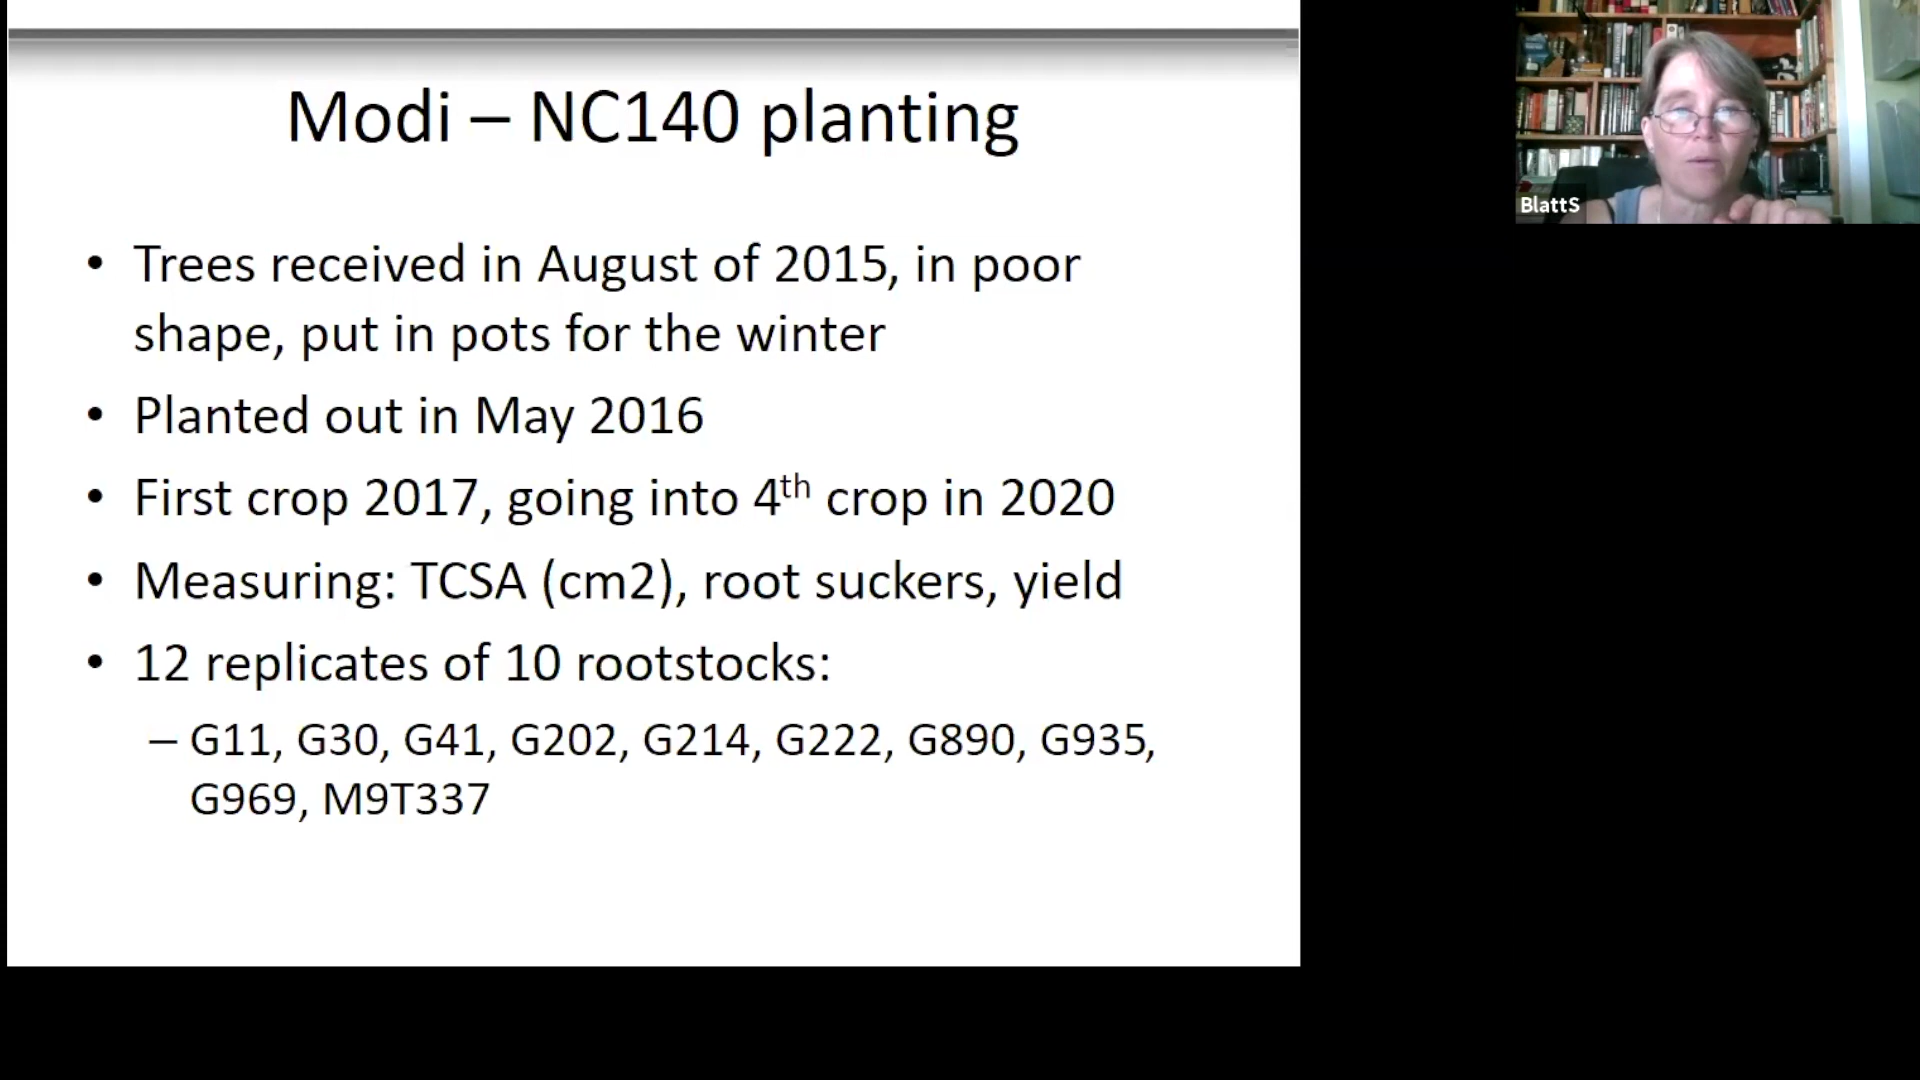 Modi – NC140 planting
• Trees received in August of 2015, in poor
shape, put in pots for the winter
• Planted out in May 2016
• First crop 2017, going into 4th crop in 2020
• Measuring: TCSA (cm2), root suckers, yield
• 12 replicates of 10 rootstocks:
– G11, G30, G41, G202, G214, G222, G890, G935,
G969, M9T337
BlattS